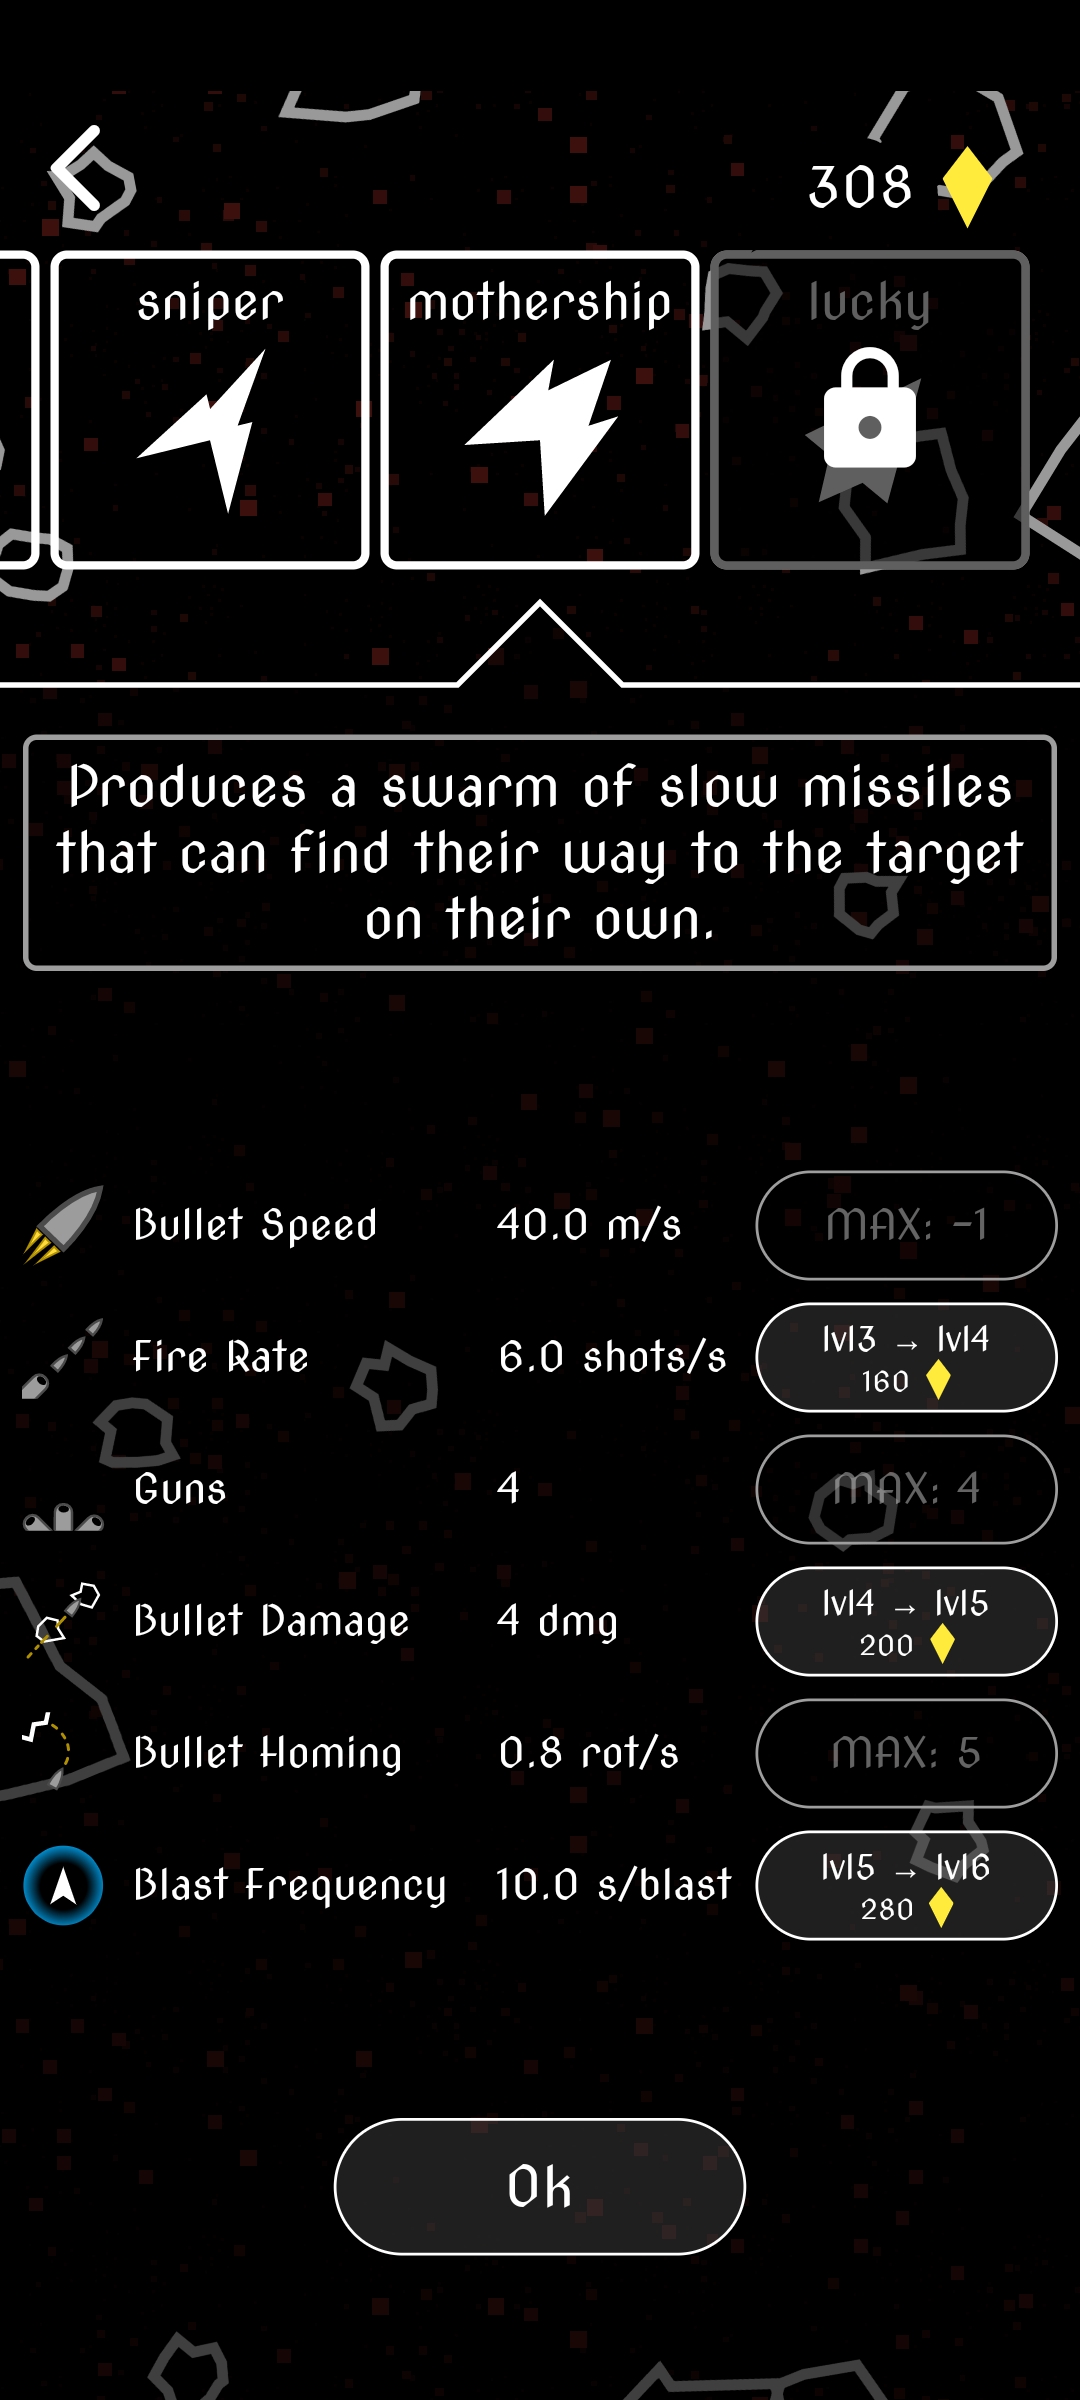 308
sniper
mothership
lucky
Produces a swarm of slow missiles
that can find their way to the target
on their own.
Bullet Speed 40.0 m/s MAX: -1
Fire Rate 6.0 shots/s lvl3 → lvl4
160
Guns 4 MAX: 4
Bullet Damage 4 dmg lvl4 → lvl5
200
Bullet Homing 0.8 rot/s MAX: 5
Blast Frequency 10.0 s/blast lvl5 → lvl6
280
Ok